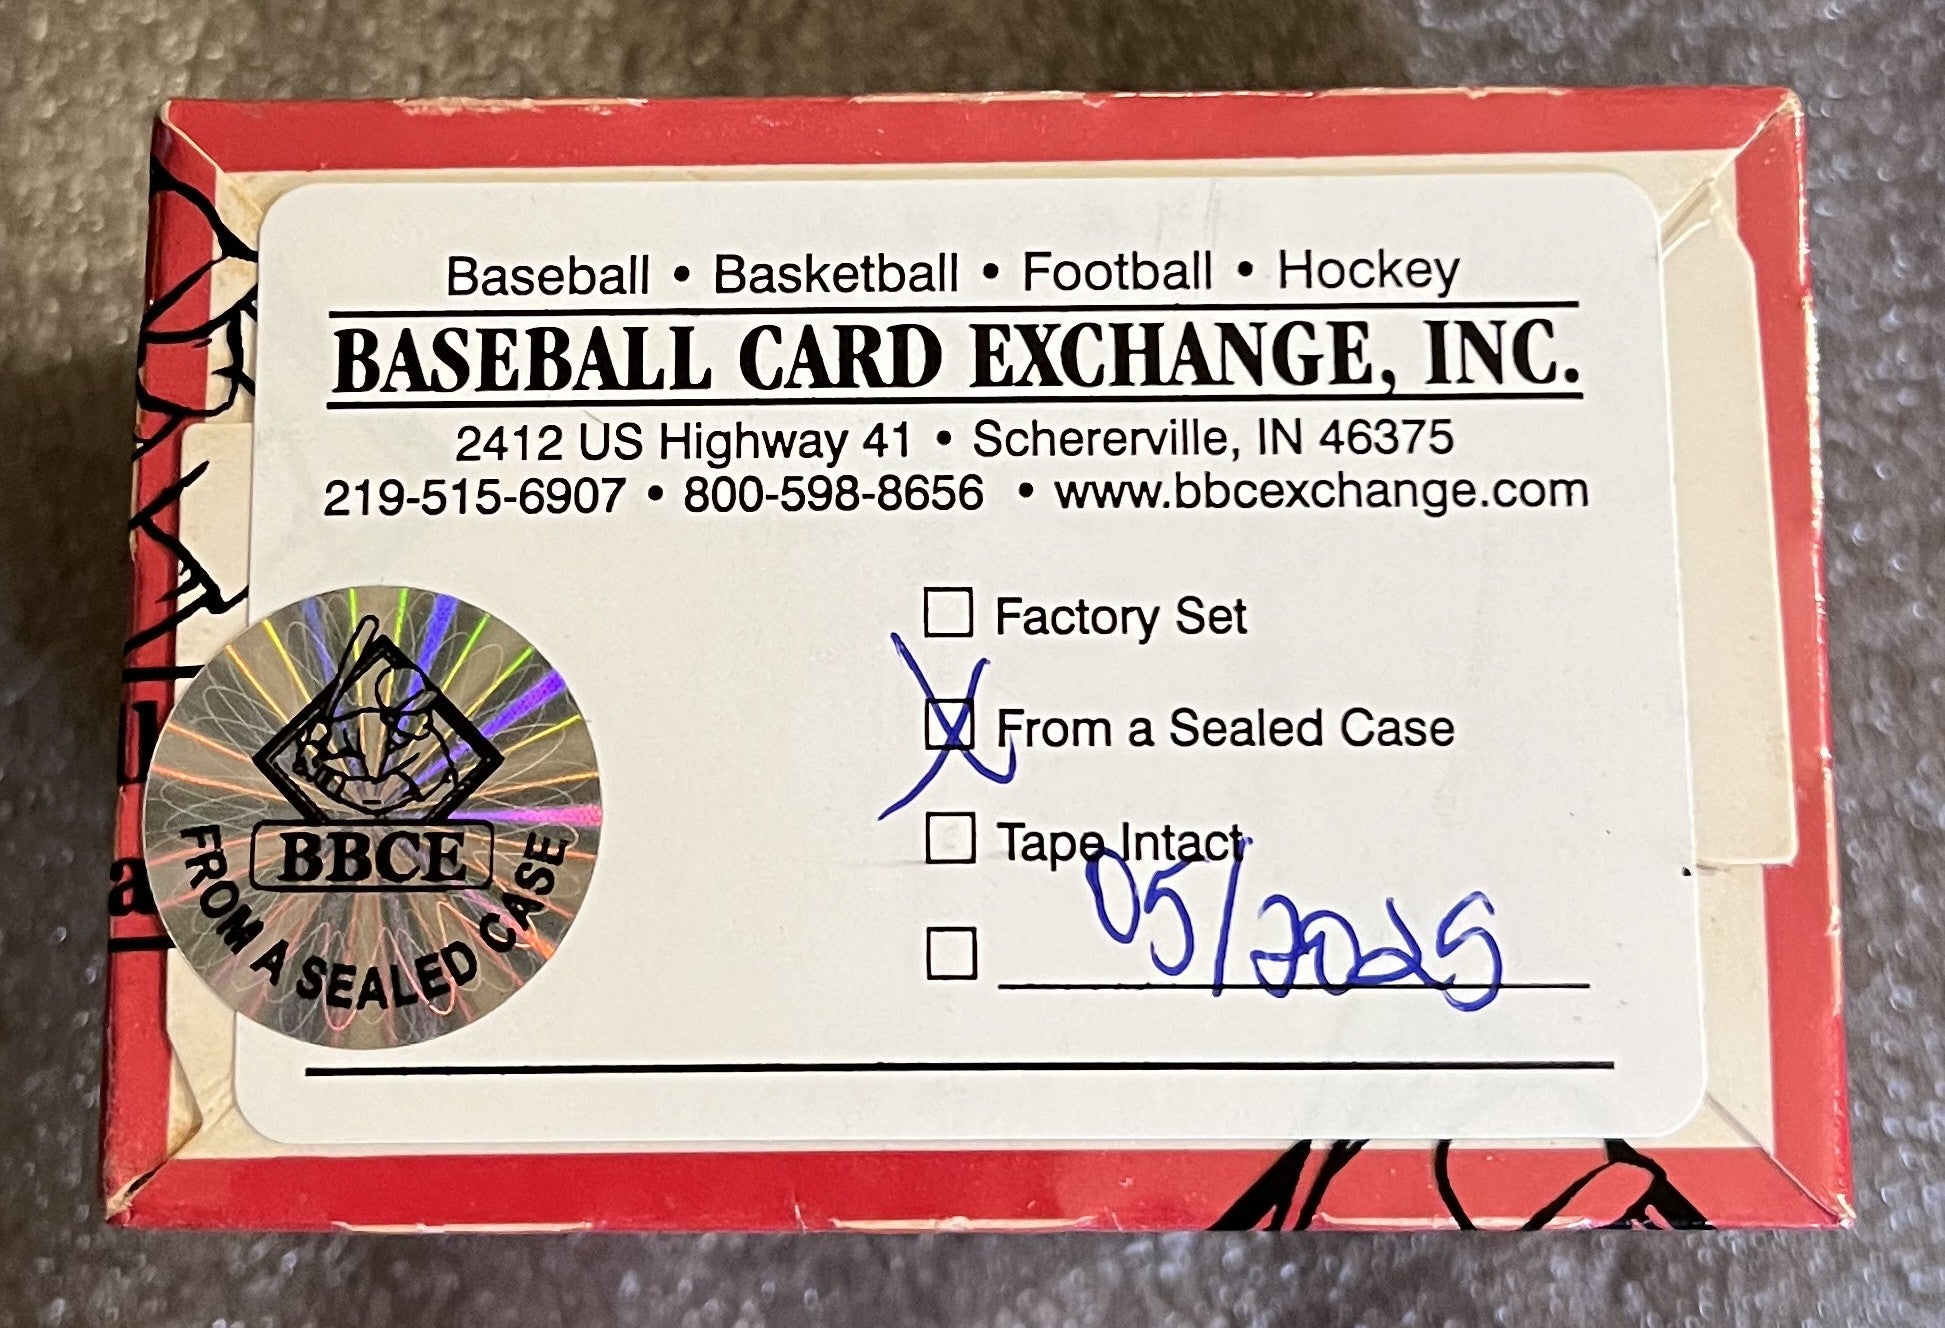 Baseball • Basketball • Football • Hockey
BASEBALL CARD EXCHANGE, INC.
2412 US Highway 41 • Schererville, IN 46375
219-515-6907 • 800-598-8656 • www.bbcexchange.com
Factory Set
X From a Sealed Case
Tape Intact
05/2025
BBCE
FROM A SEALED CASE